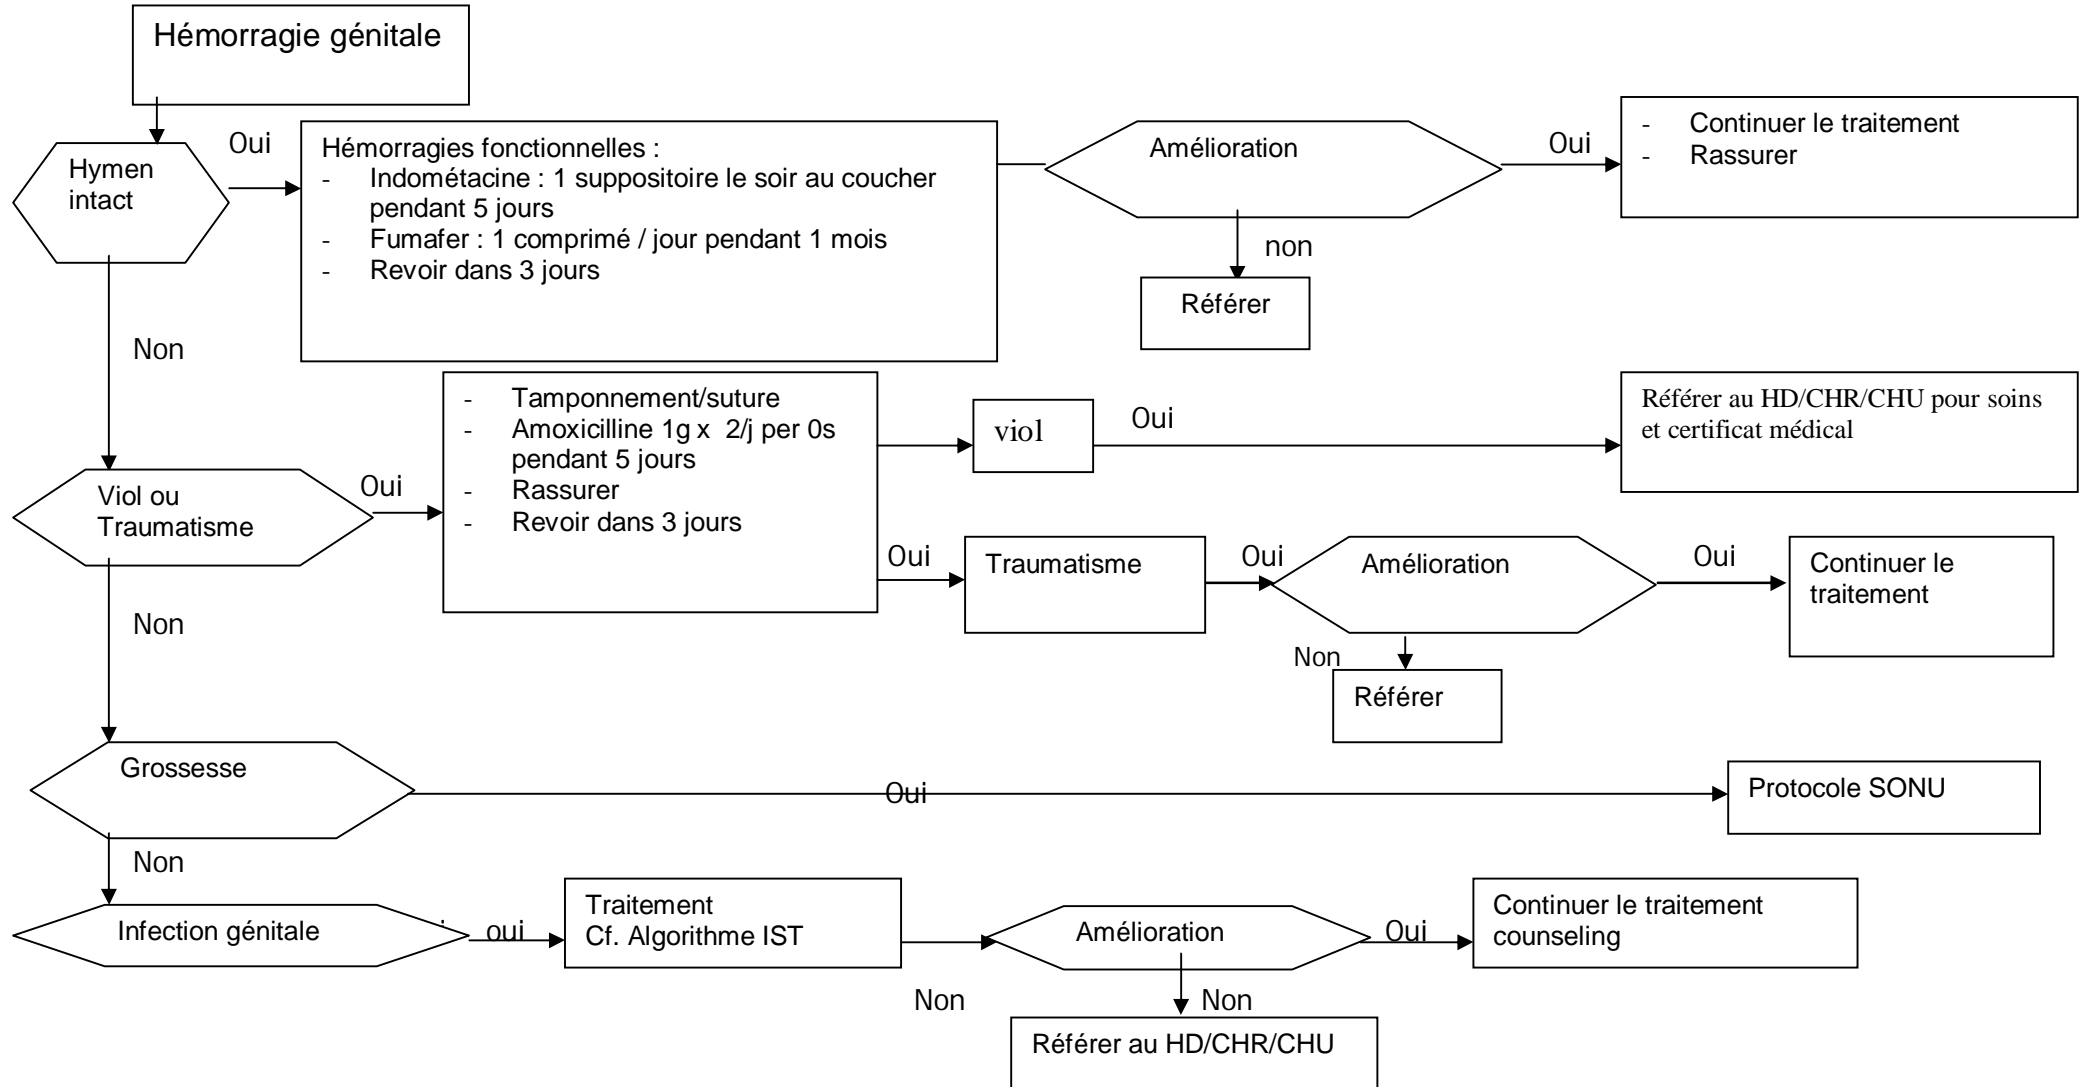 Hémorragie génitale
Hymen
intact
Oui
Hémorragies fonctionnelles :
- Indométacine : 1 suppositoire le soir au coucher
pendant 5 jours
- Fumafer : 1 comprimé / jour pendant 1 mois
- Revoir dans 3 jours
Amélioration
Oui
- Continuer le traitement
- Rassurer
non
Référer
Non
Viol ou
Traumatisme
Oui
- Tamponnement/suture
- Amoxicilline 1g x 2/j per 0s
pendant 5 jours
- Rassurer
- Revoir dans 3 jours
viol
Oui
Référer au HD/CHR/CHU pour soins
et certificat médical
Oui
Traumatisme
Oui
Amélioration
Oui
Continuer le
traitement
Non
Référer
Non
Grossesse
Oui
Protocole SONU
Non
Infection génitale
oui
Traitement
Cf. Algorithme IST
Amélioration
Oui
Continuer le traitement
counseling
Non
Non
Référer au HD/CHR/CHU